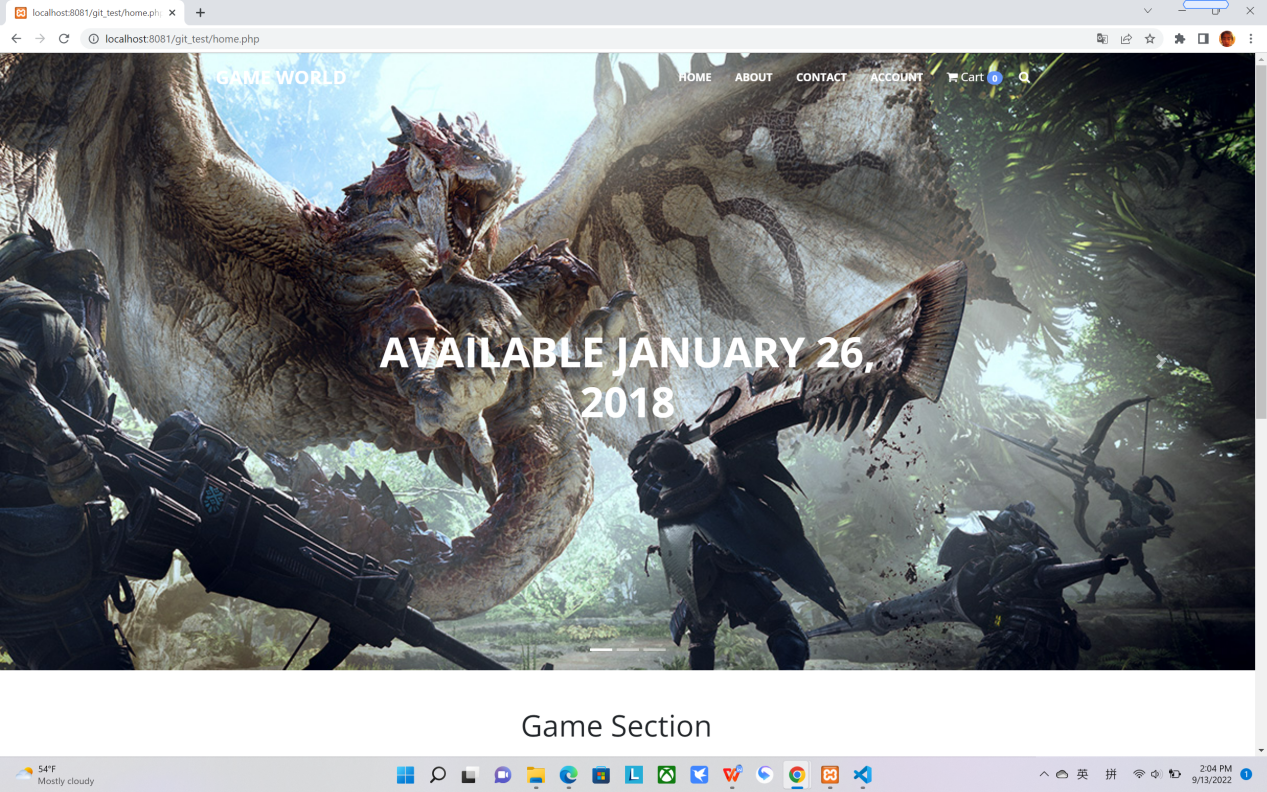 localhost:8081/git_test/home.php
localhost:8081/git_test/home.php
GAME WORLD
HOME ABOUT CONTACT ACCOUNT Cart 0
AVAILABLE JANUARY 26,
2018
Game Section
54°F
Mostly cloudy
英 拼
2:04 PM
9/13/2022
1